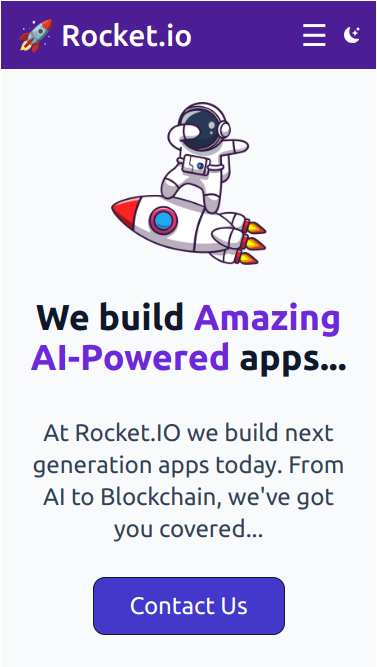 Rocket.io
We build Amazing
AI-Powered apps...
At Rocket.IO we build next
generation apps today. From
AI to Blockchain, we've got
you covered...
Contact Us